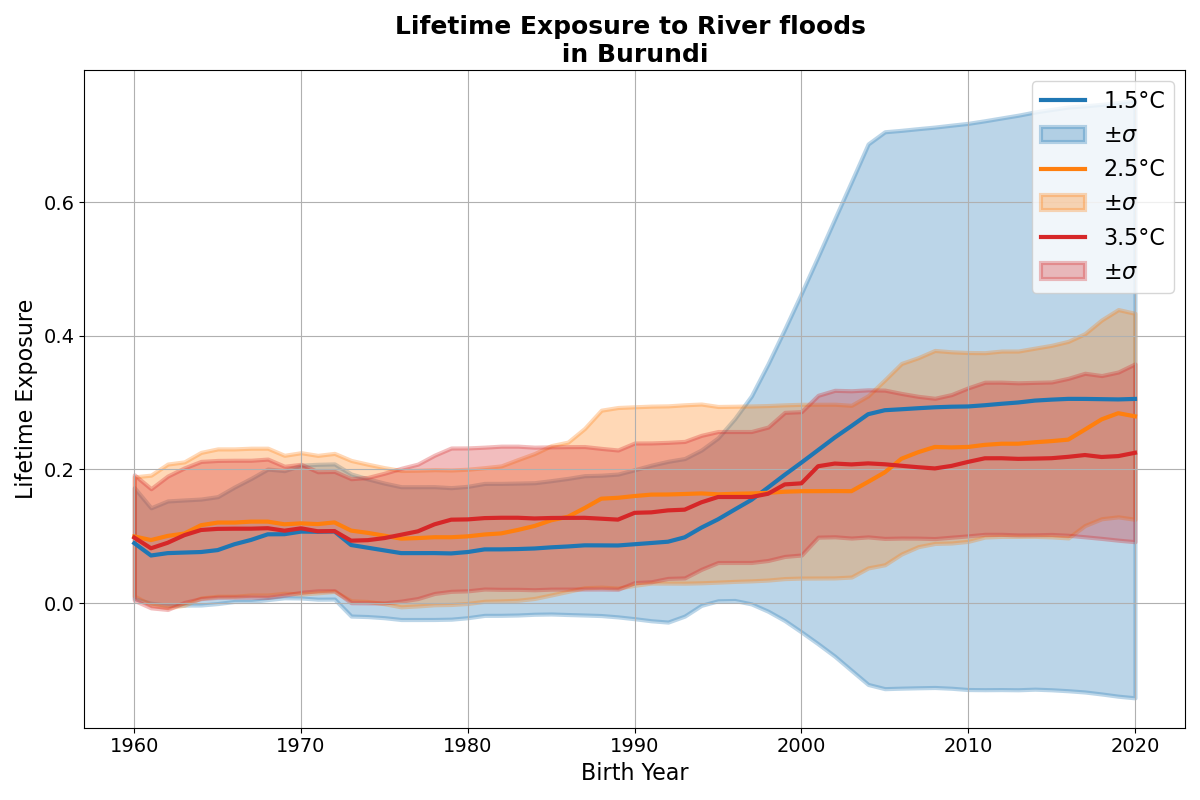 Lifetime Exposure to River floods
in Burundi
1.5°C
±σ
2.5°C
±σ
3.5°C
±σ
Lifetime Exposure
0.6
0.4
0.2
0.0
1960 1970 1980 1990 2000 2010 2020
Birth Year